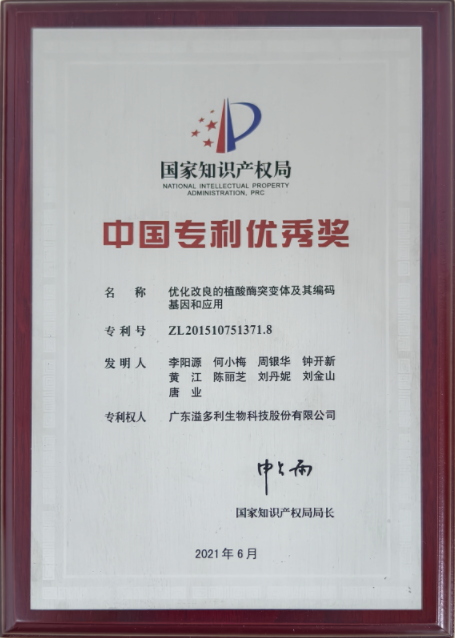 国家知识产权局
NATIONAL INTELLECTUAL PROPERTY
ADMINISTRATION, PRC
中国专利优秀奖
名 称 优化改良的植酸酶突变体及其编码
基因和应用
专利号 ZL201510751371.8
发明人 李阳源 何小梅 周银华 钟开新
黄 江 陈丽芝 刘丹妮 刘金山
唐 业
专利权人 广东溢多利生物科技股份有限公司
申长雨
国家知识产权局局长
2021年6月